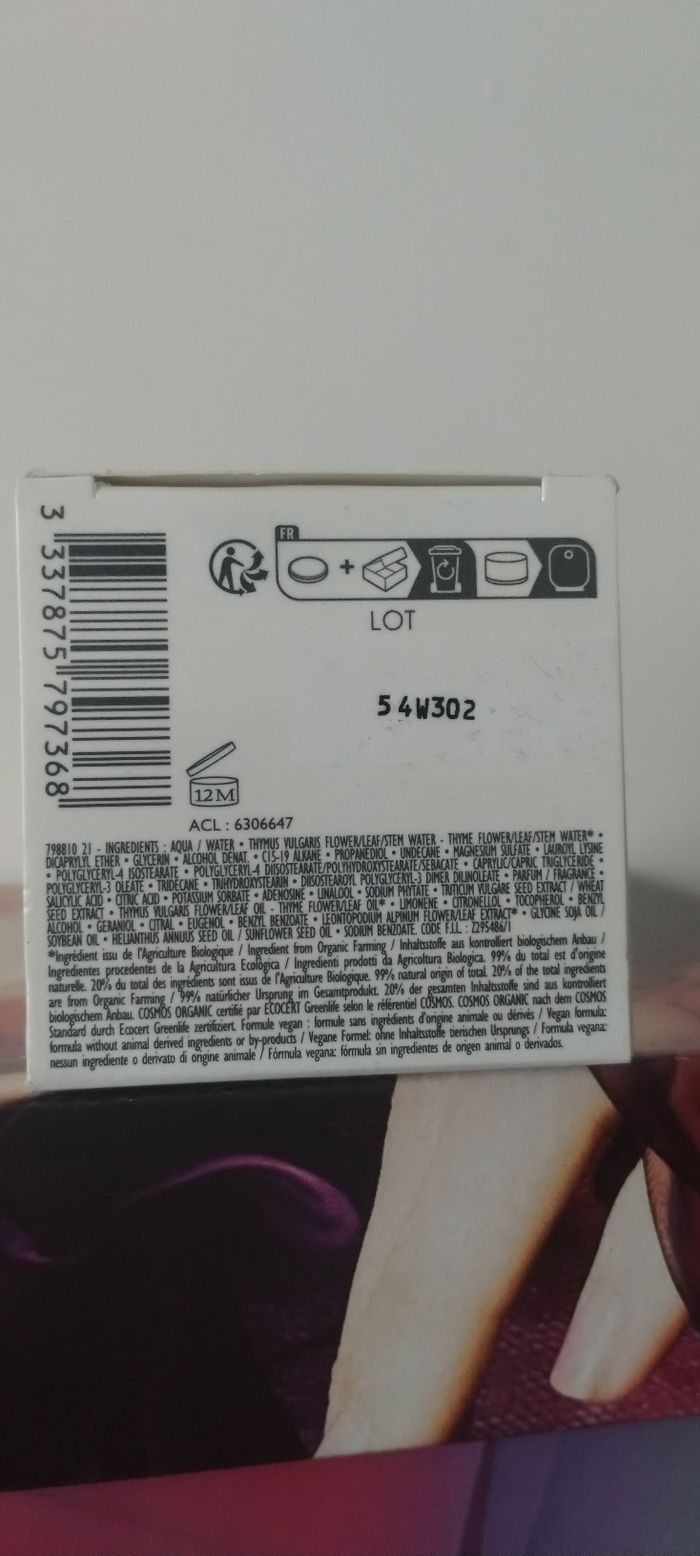 3 337875 797368
FR
LOT
54W302
12M
ACL : 6306647
798810 21 - INGREDIENTS : AQUA / WATER • THYMUS VULGARIS FLOWER/LEAF/STEM WATER - THYME FLOWER/LEAF/STEM WATER* •
DICAPRYLYL ETHER • GLYCERIN • ALCOHOL DENAT. • C15-19 ALKANE • PROPANEDIOL • UNDECANE • MAGNESIUM SULFATE • LAUROYL LYSINE
• POLYGLYCERYL-4 ISOSTEARATE • POLYGLYCERYL-4 DIISOSTEARATE/POLYHYDROXYSTEARATE/SEBACATE • CAPRYLIC/CAPRIC TRIGLYCERIDE •
POLYGLYCERYL-3 OLEATE • TRIDECANE • TRIHYDROXYSTEARIN • DIISOSTEAROYL POLYGLYCERYL-3 DIMER DILINOLEATE • PARFUM / FRAGRANCE •
SALICYLIC ACID • CITRIC ACID • POTASSIUM SORBATE • ADENOSINE • LINALOOL • SODIUM PHYTATE • TRITICUM VULGARE SEED EXTRACT / WHEAT
SEED EXTRACT • THYMUS VULGARIS FLOWER/LEAF OIL - THYME FLOWER/LEAF OIL* • LIMONENE • CITRONELLOL • TOCOPHEROL • BENZYL
ALCOHOL • GERANIOL • CITRAL • EUGENOL • BENZYL BENZOATE • LEONTOPODIUM ALPINUM FLOWER/LEAF EXTRACT* • GLYCINE SOJA OIL /
SOYBEAN OIL • HELIANTHUS ANNUUS SEED OIL / SUNFLOWER SEED OIL • SODIUM BENZOATE. CODE F.I.L. : Z295486/1
*Ingrédient issu de l'Agriculture Biologique / Ingredient from Organic Farming / Inhaltsstoffe aus kontrolliert biologischem Anbau /
Ingredientes procedentes de la Agricultura Ecológica / Ingredienti prodotti da Agricoltura Biologica. 99% du total est d'origine
naturelle. 20% du total des ingrédients sont issus de l'Agriculture Biologique. 99% natural origin of total. 20% of the total ingredients
are from Organic Farming / 99% natürlicher Ursprung im Gesamtprodukt. 20% der gesamten Inhaltsstoffe sind aus kontrolliert
biologischem Anbau. COSMOS ORGANIC certifié par ECOCERT Greenlife selon le référentiel COSMOS. COSMOS ORGANIC nach dem COSMOS
Standard durch Ecocert Greenlife zertifiziert. Formule vegan : formule sans ingrédients d'origine animale ou dérivés / Vegan formula:
formula without animal derived ingredients or by-products / Vegane Formel: ohne Inhaltsstoffe tierischen Ursprungs / Formula vegana:
nessun ingrediente o derivato di origine animale / Fórmula vegana: fórmula sin ingredientes de origen animal o derivados.